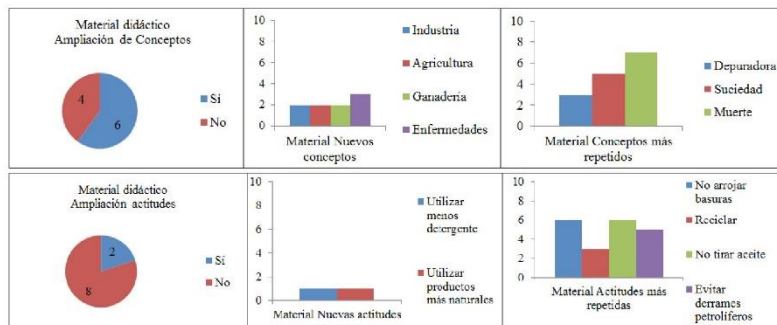 Material didáctico
Ampliación de Conceptos
4
6
Sí
No
10
8
6
4
2
0
Material Nuevos
conceptos
Industria
Agricultura
Ganadería
Enfermedades
10
8
6
4
2
0
Material Conceptos más
repetidos
Depuradora
Suciedad
Muerte
Material didáctico
Ampliación actitudes
2
8
Sí
No
10
8
6
4
2
0
Material Nuevas actitudes
Utilizar
menos
detergente
Utilizar
productos
más naturales
10
8
6
4
2
0
Material Actitudes más
repetidas
No arrojar
basuras
Reciclar
No tirar aceite
Evitar
derrames
petrolíferos